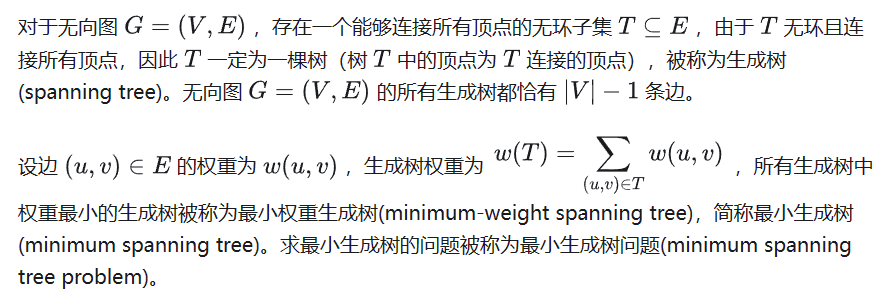 对于无向图 G = (V, E) ，存在一个能够连接所有顶点的无环子集 T ⊆ E ，由于 T 无环且连
接所有顶点，因此 T 一定为一棵树（树 T 中的顶点为 T 连接的顶点），被称为生成树
(spanning tree)。无向图 G = (V, E) 的所有生成树都恰有 |V| − 1 条边。
设边 (u, v) ∈ E 的权重为 w(u, v) ，生成树权重为 w(T) = ∑_{(u,v)∈T} w(u, v) ，所有生成树中
权重最小的生成树被称为最小权重生成树(minimum-weight spanning tree)，简称最小生成树
(minimum spanning tree)。求最小生成树的问题被称为最小生成树问题(minimum spanning
tree problem)。